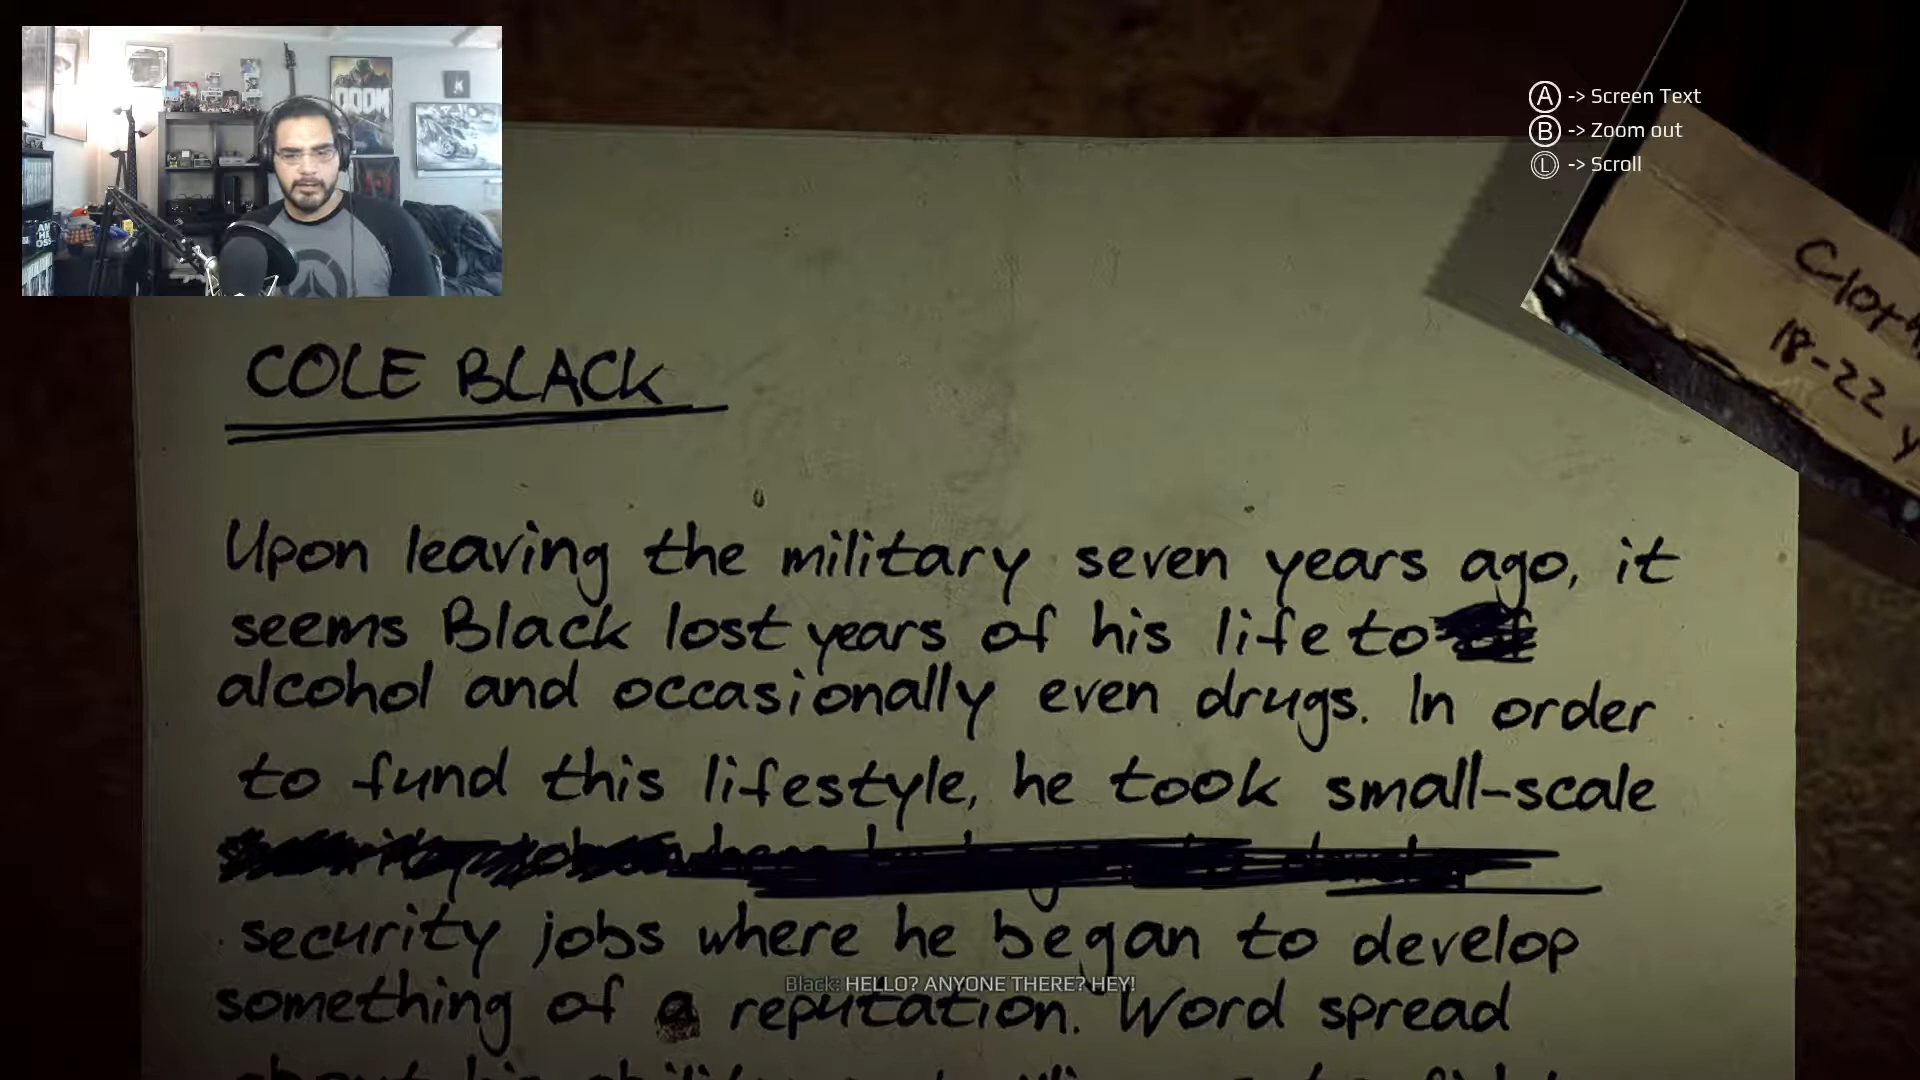 DOOM
A -> Screen Text
B -> Zoom out
L -> Scroll
18-22 y
COLE BLACK
Upon leaving the military seven years ago, it
seems Black lost years of his life to
alcohol and occasionally even drugs. In order
to fund this lifestyle, he took small-scale
security jobs where he began to develop
Black: HELLO? ANYONE THERE? HEY!
something of a reputation. Word spread